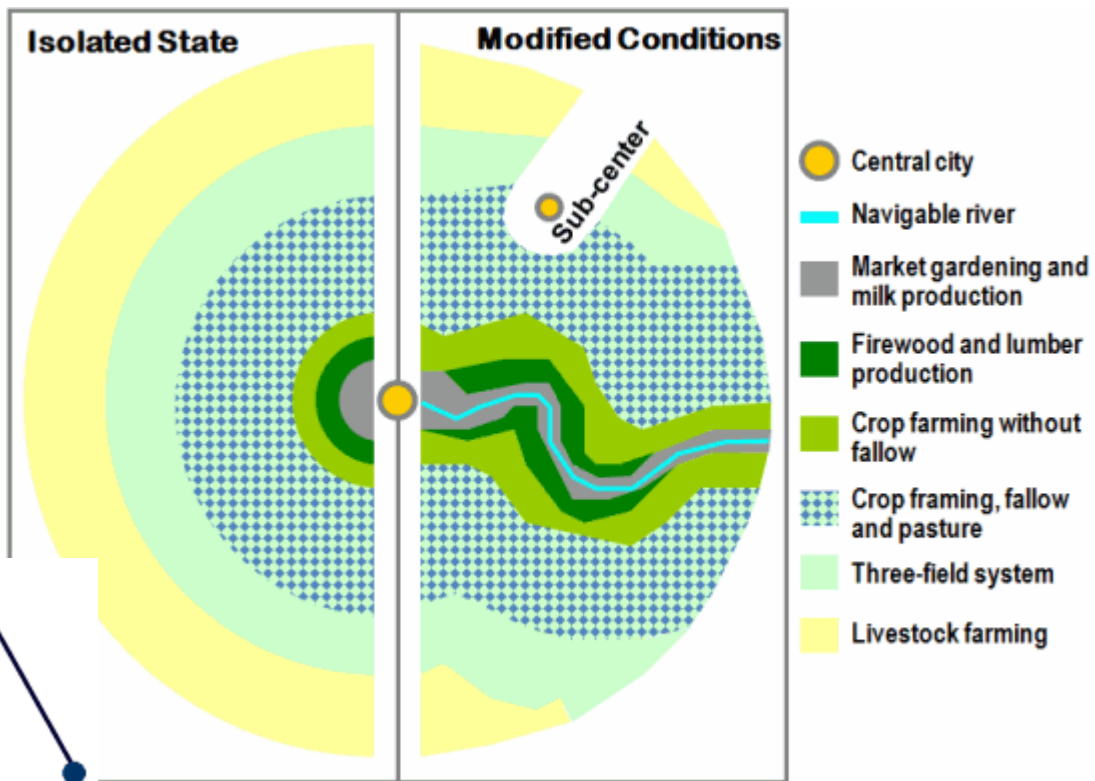 Isolated State
Modified Conditions
Sub-center
Central city
Navigable river
Market gardening and
milk production
Firewood and lumber
production
Crop farming without
fallow
Crop framing, fallow
and pasture
Three-field system
Livestock farming